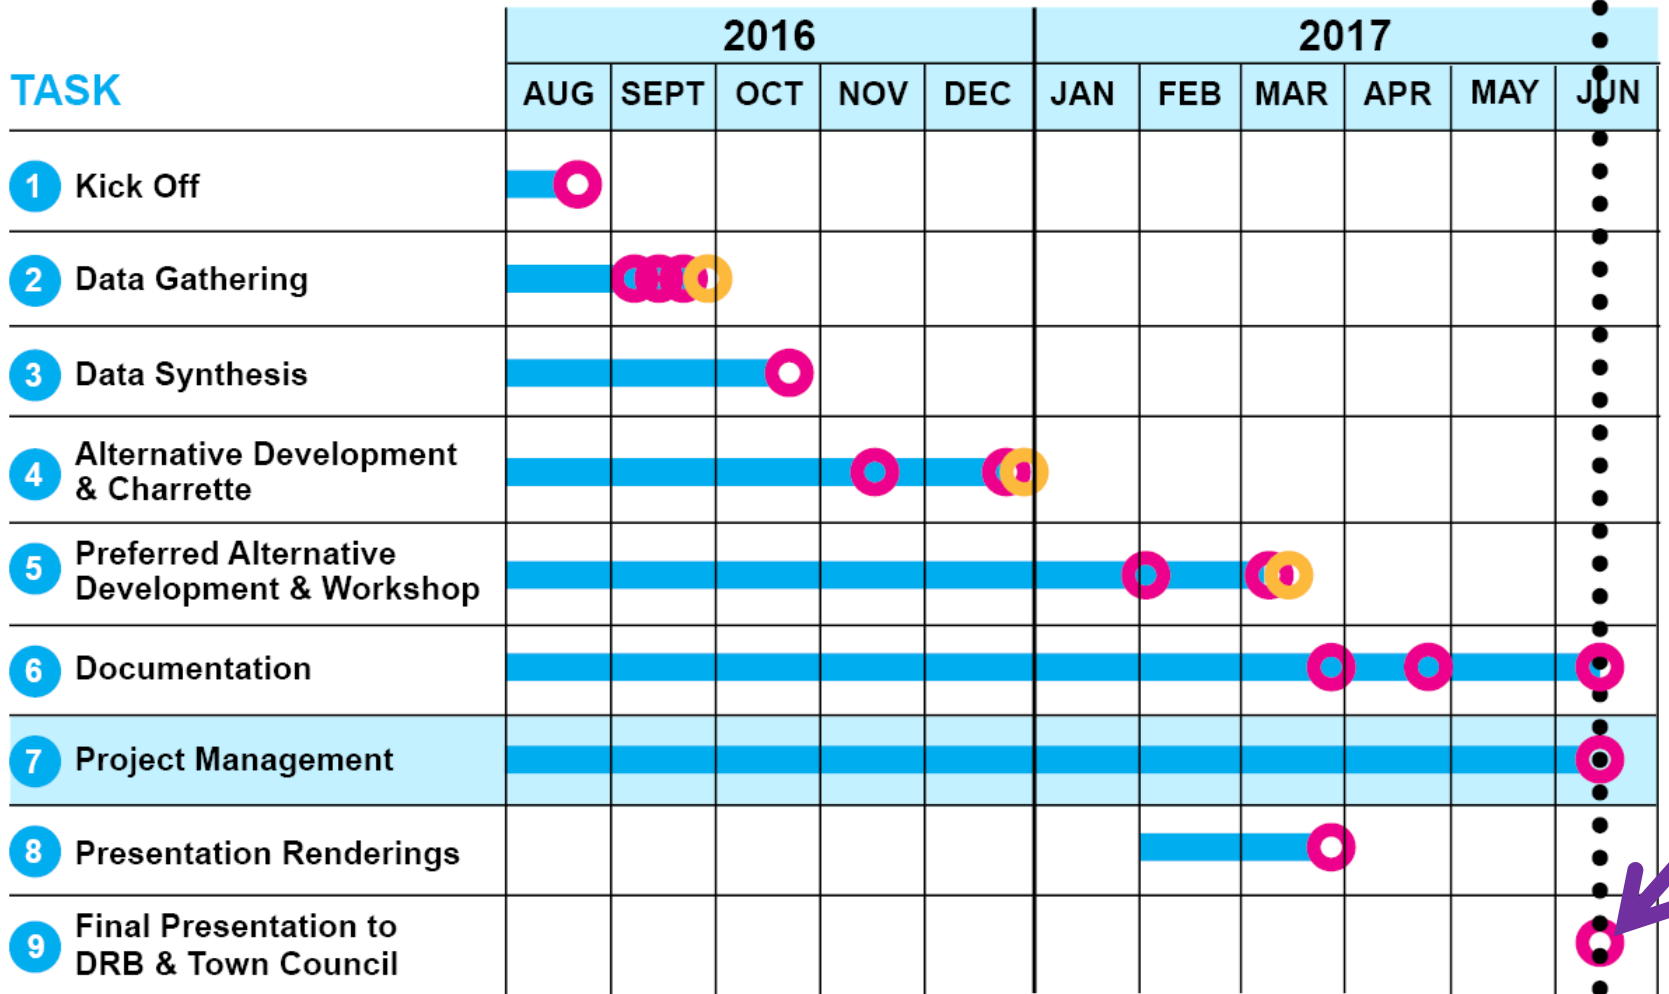 2016 2017
TASK AUG SEPT OCT NOV DEC JAN FEB MAR APR MAY JUN
1 Kick Off
2 Data Gathering
3 Data Synthesis
4 Alternative Development
& Charrette
5 Preferred Alternative
Development & Workshop
6 Documentation
7 Project Management
8 Presentation Renderings
9 Final Presentation to
DRB & Town Council